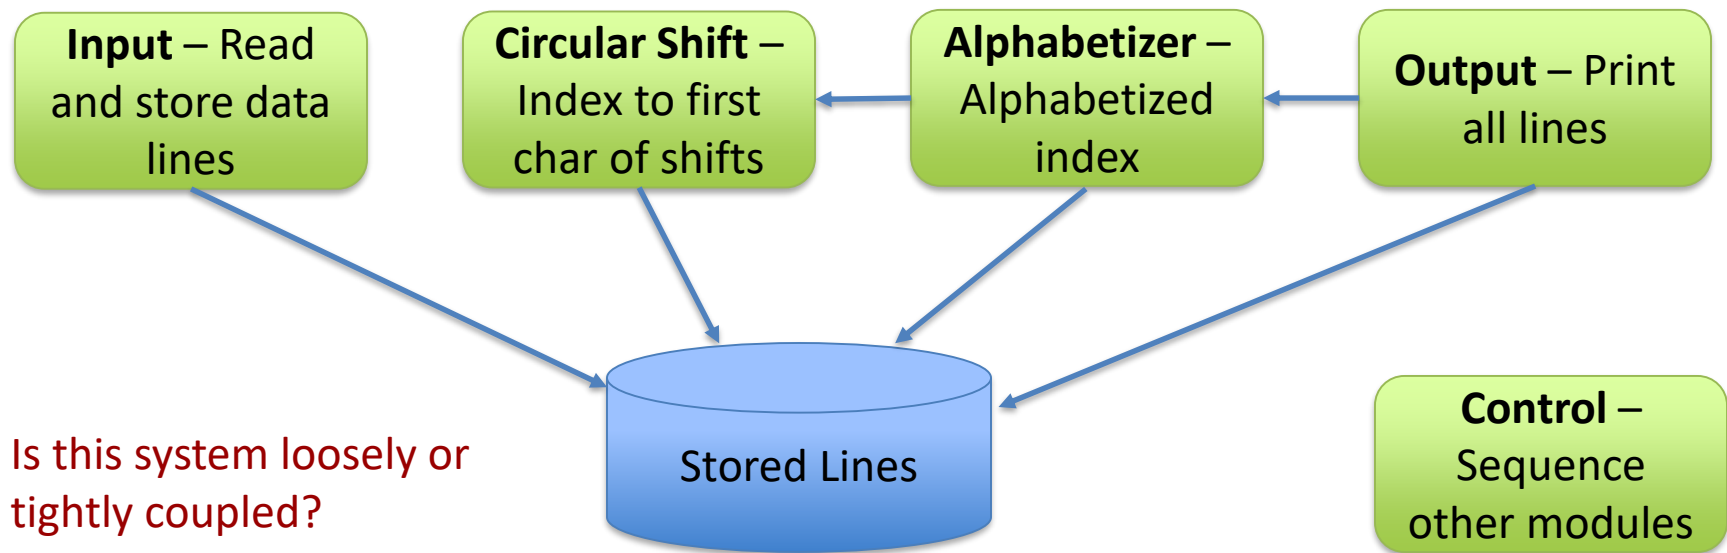 Input – Read
and store data
lines
Circular Shift –
Index to first
char of shifts
Alphabetizer –
Alphabetized
index
Output – Print
all lines
Stored Lines
Is this system loosely or
tightly coupled?
Control –
Sequence
other modules